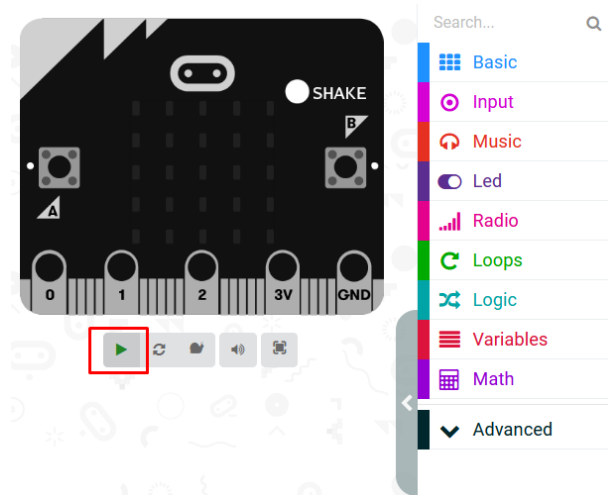 SHAKE
B
A
0 1 2 3V GND
Search...
Basic
Input
Music
Led
Radio
Loops
Logic
Variables
Math
Advanced